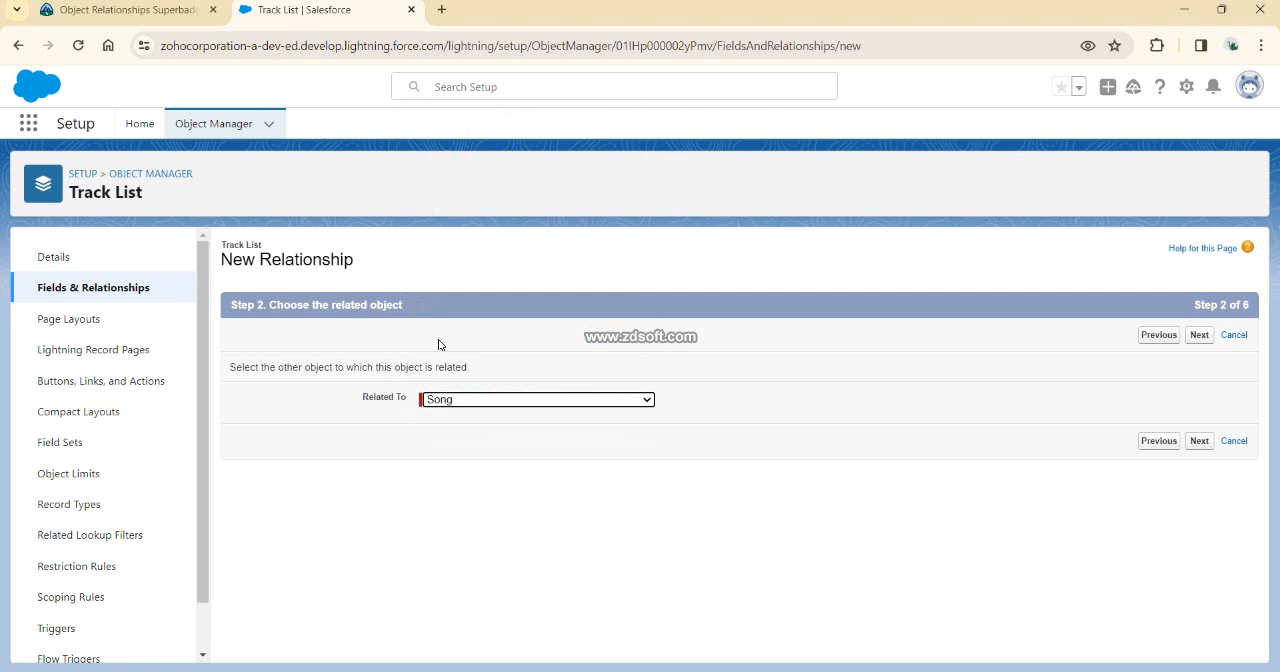 Object Relationships Superbad
Track List | Salesforce
zohocorporation-a-dev-ed.develop.lightning.force.com/lightning/setup/ObjectManager/01IHp000002yPmv/FieldsAndRelationships/new
Search Setup
Setup
Home
Object Manager
SETUP > OBJECT MANAGER
Track List
Details
Fields & Relationships
Page Layouts
Lightning Record Pages
Buttons, Links, and Actions
Compact Layouts
Field Sets
Object Limits
Record Types
Related Lookup Filters
Restriction Rules
Scoping Rules
Triggers
Flow Triggers
Track List
New Relationship
Help for this Page
Step 2. Choose the related object
Step 2 of 6
www.zdsoft.com
Previous
Next
Cancel
Select the other object to which this object is related.
Related To
Song
Previous
Next
Cancel